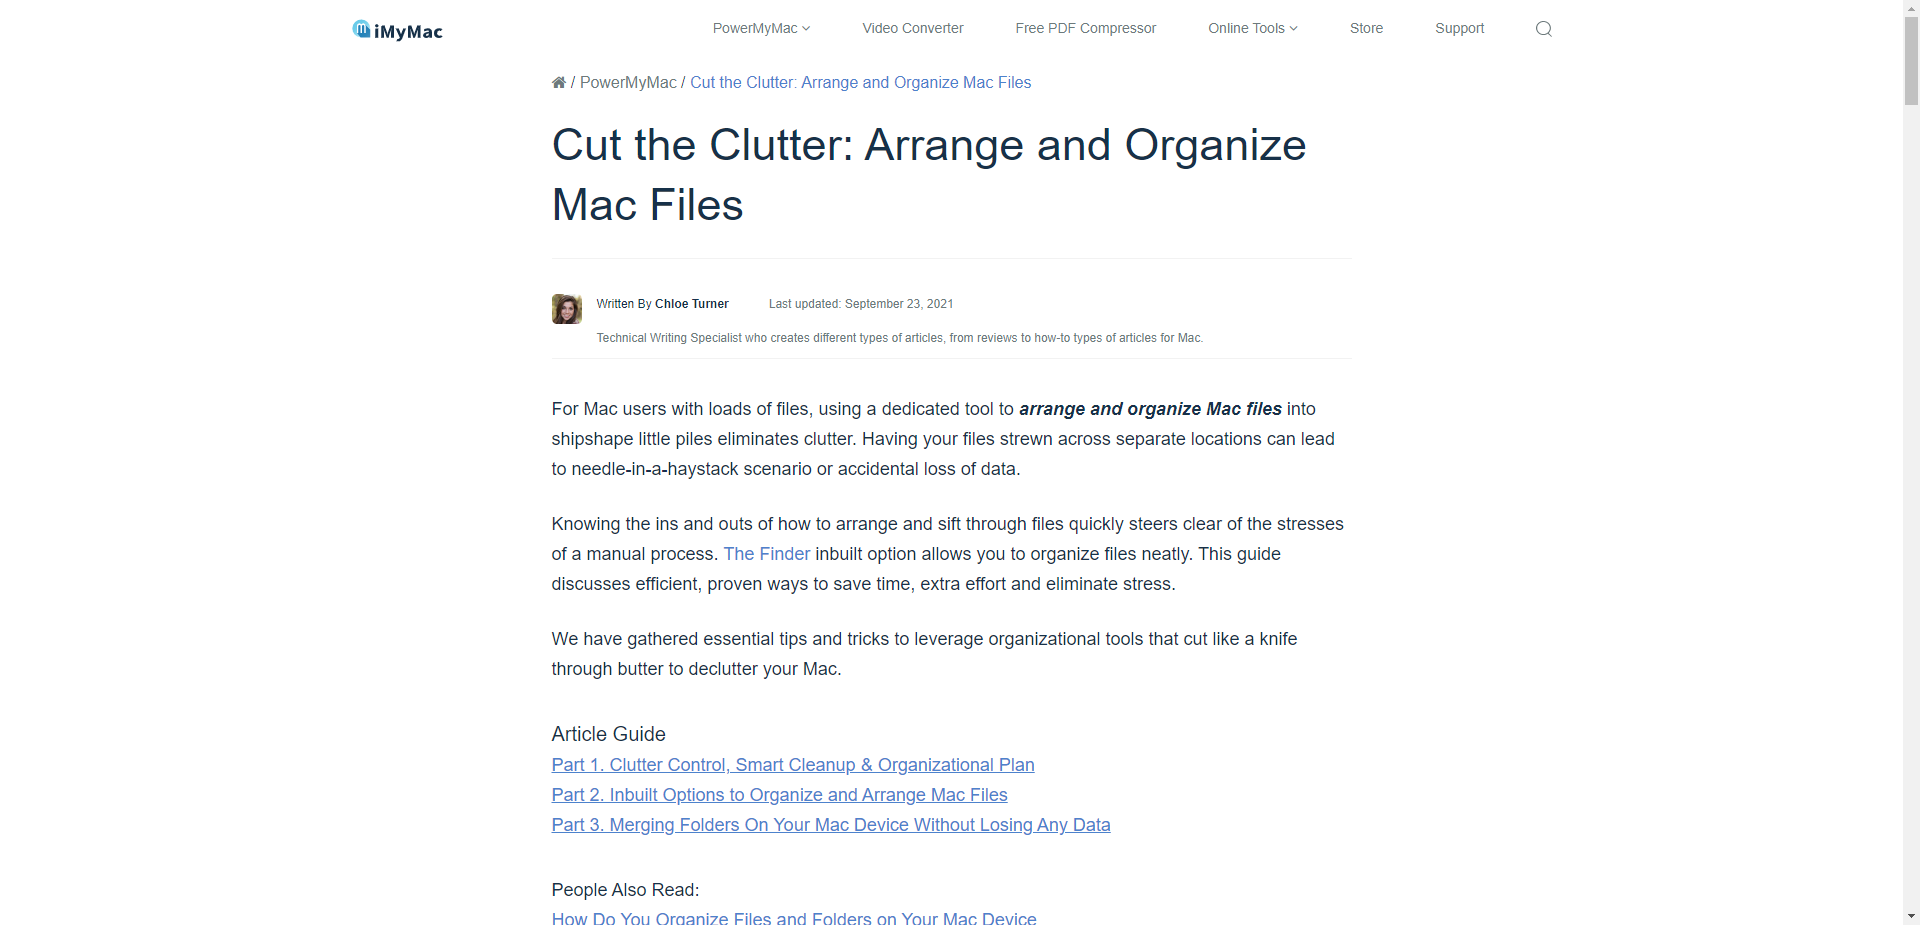 iMyMac
PowerMyMac
Video Converter
Free PDF Compressor
Online Tools
Store
Support
/ PowerMyMac / Cut the Clutter: Arrange and Organize Mac Files
Cut the Clutter: Arrange and Organize
Mac Files
Written By Chloe Turner
Last updated: September 23, 2021
Technical Writing Specialist who creates different types of articles, from reviews to how-to types of articles for Mac.
For Mac users with loads of files, using a dedicated tool to arrange and organize Mac files into
shipshape little piles eliminates clutter. Having your files strewn across separate locations can lead
to needle-in-a-haystack scenario or accidental loss of data.
Knowing the ins and outs of how to arrange and sift through files quickly steers clear of the stresses
of a manual process. The Finder inbuilt option allows you to organize files neatly. This guide
discusses efficient, proven ways to save time, extra effort and eliminate stress.
We have gathered essential tips and tricks to leverage organizational tools that cut like a knife
through butter to declutter your Mac.
Article Guide
Part 1. Clutter Control, Smart Cleanup & Organizational Plan
Part 2. Inbuilt Options to Organize and Arrange Mac Files
Part 3. Merging Folders On Your Mac Device Without Losing Any Data
People Also Read:
How Do You Organize Files and Folders on Your Mac Device